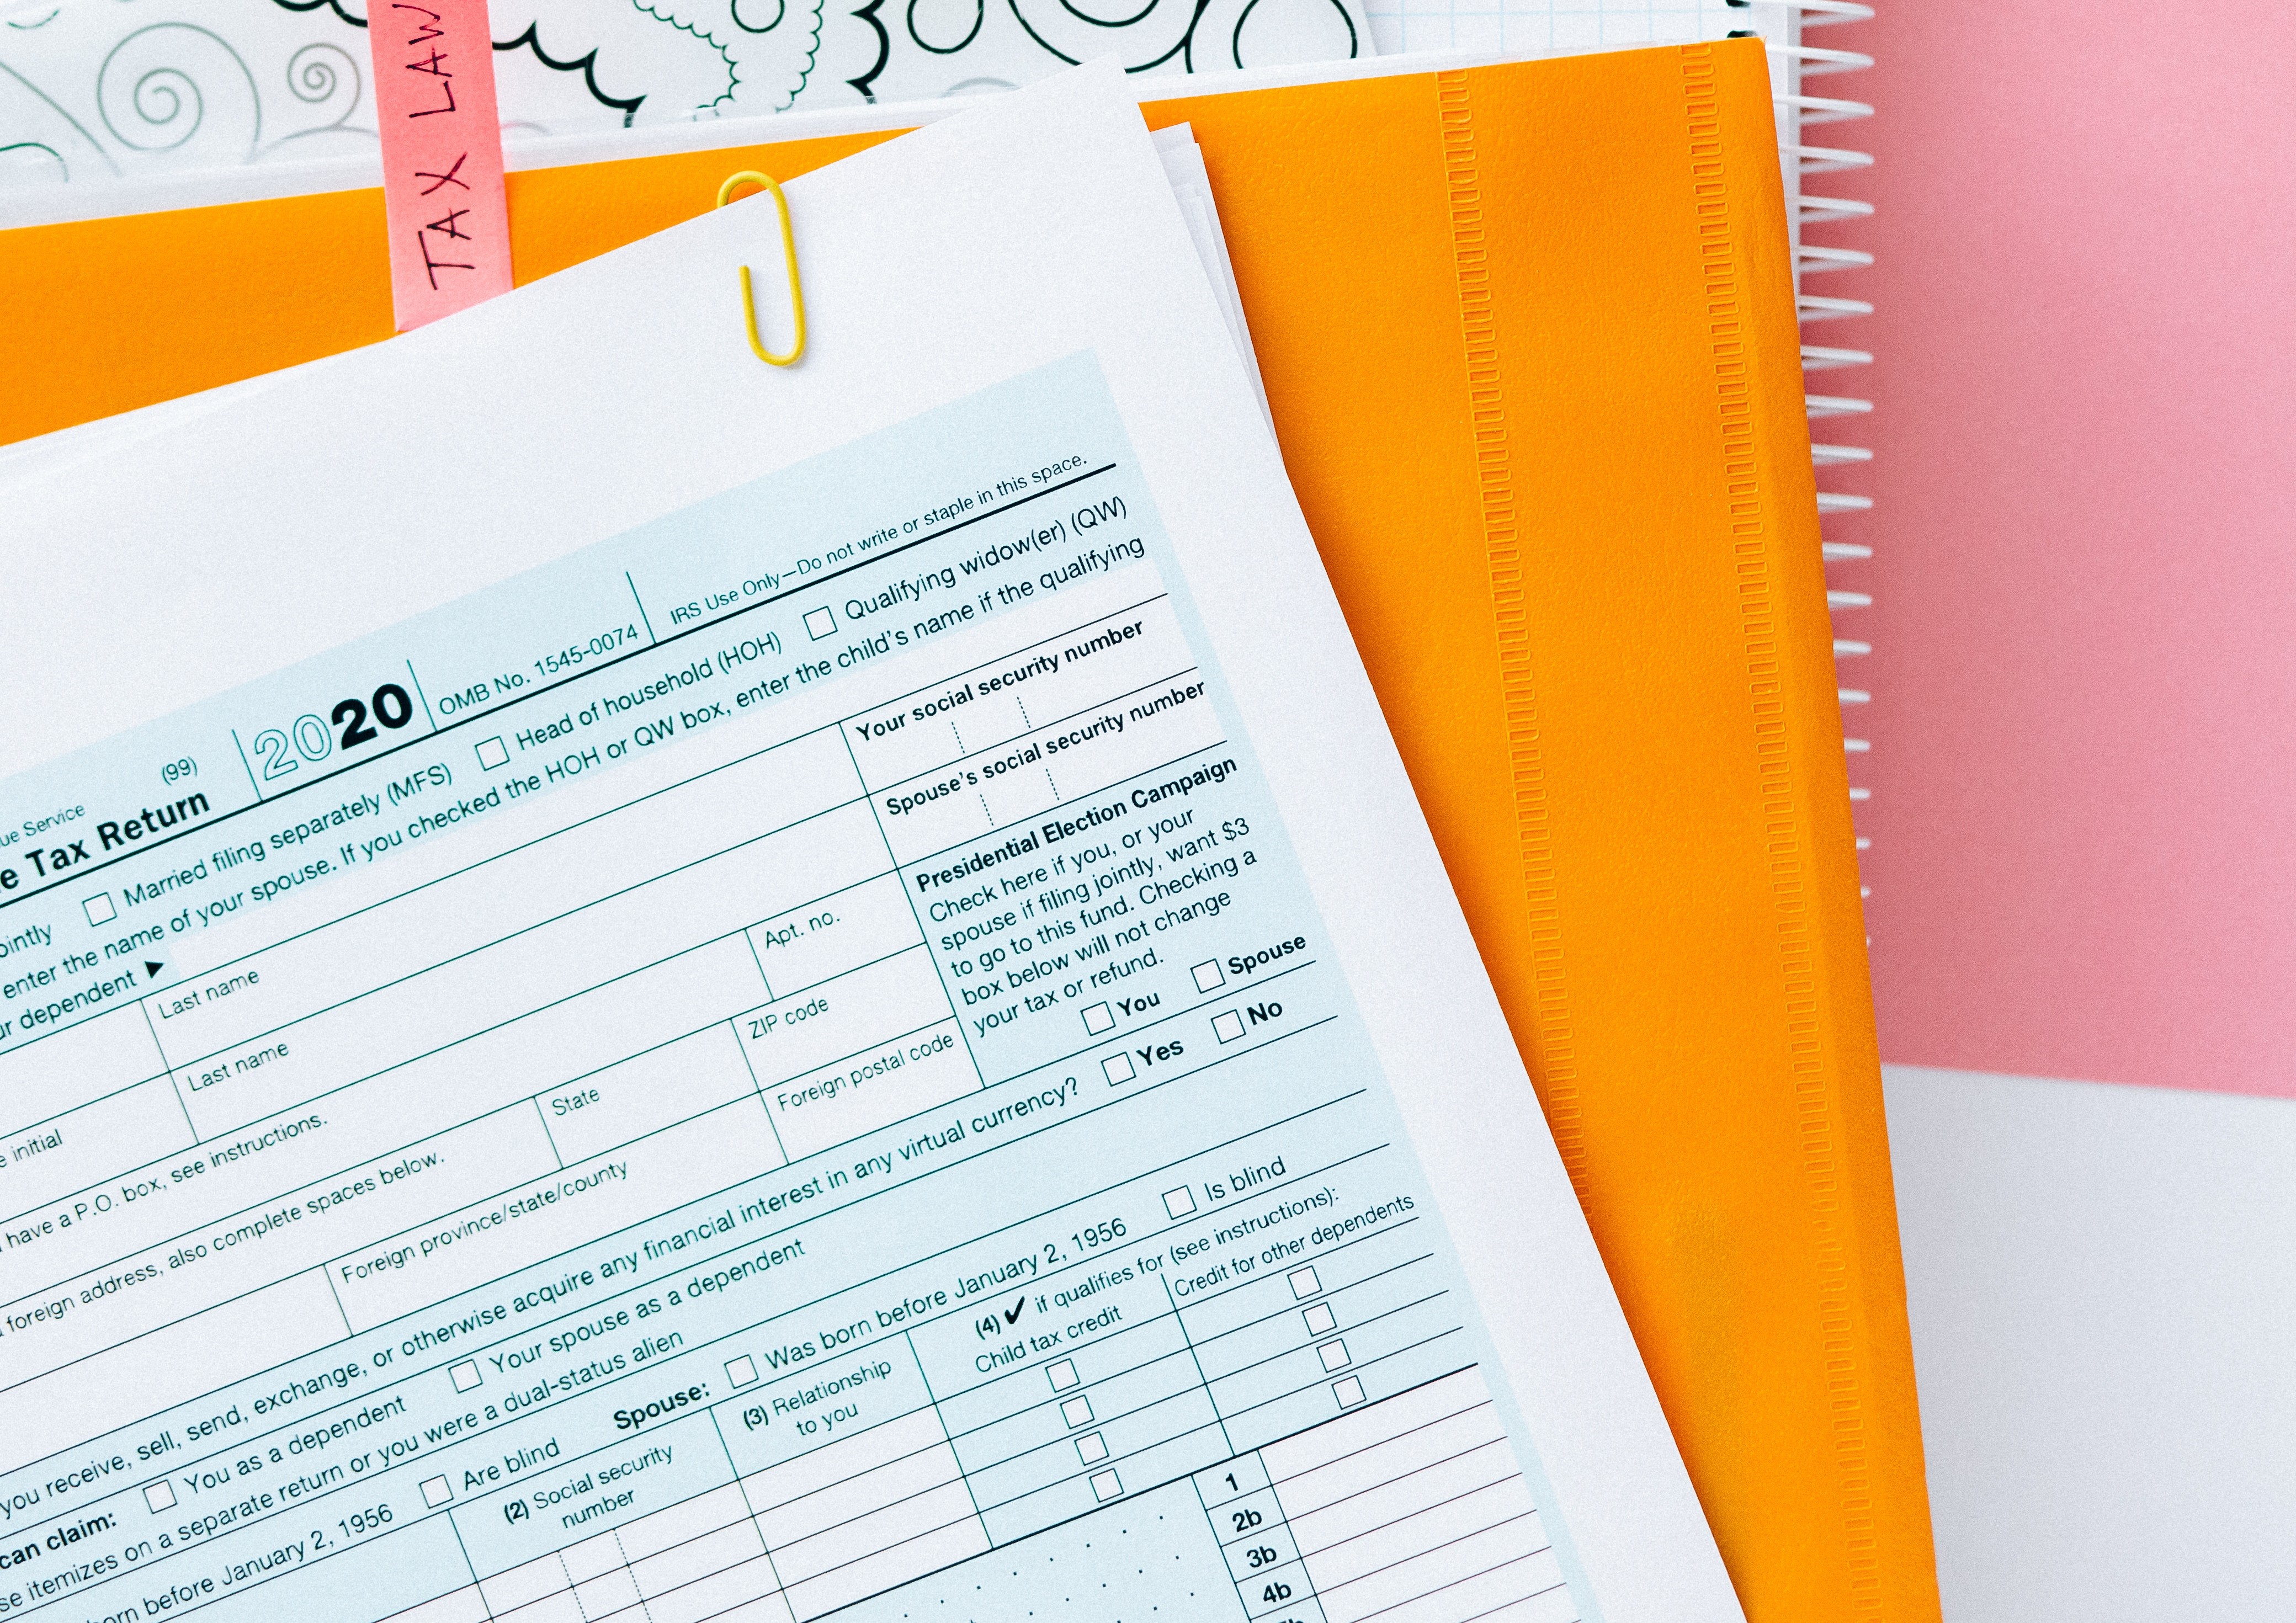 TAX LAW
IRS Use Only—Do not write or staple in this space.
ue Service
(99)
e Tax Return
2020
OMB No. 1545-0074
ointly
Married filing separately (MFS)
Head of household (HOH)
Qualifying widow(er) (QW)
enter the name of your spouse. If you checked the HOH or QW box, enter the child's name if the qualifying
ur dependent ▶
Last name
Your social security number
e initial
Last name
Spouse's social security number
have a P.O. box, see instructions.
Apt. no.
foreign address, also complete spaces below.
State
ZIP code
Foreign province/state/county
Foreign postal code
Presidential Election Campaign
Check here if you, or your
spouse if filing jointly, want $3
to go to this fund. Checking a
box below will not change
your tax or refund.
You
Spouse
you receive, sell, send, exchange, or otherwise acquire any financial interest in any virtual currency?
Yes
No
can claim:
You as a dependent
Your spouse as a dependent
se itemizes on a separate return or you were a dual-status alien
orn before January 2, 1956
Are blind
Spouse:
Was born before January 2, 1956
Is blind
(2) Social security
number
(3) Relationship
to you
(4) ✔ if qualifies for (see instructions):
Child tax credit
Credit for other dependents
1
2b
3b
4b